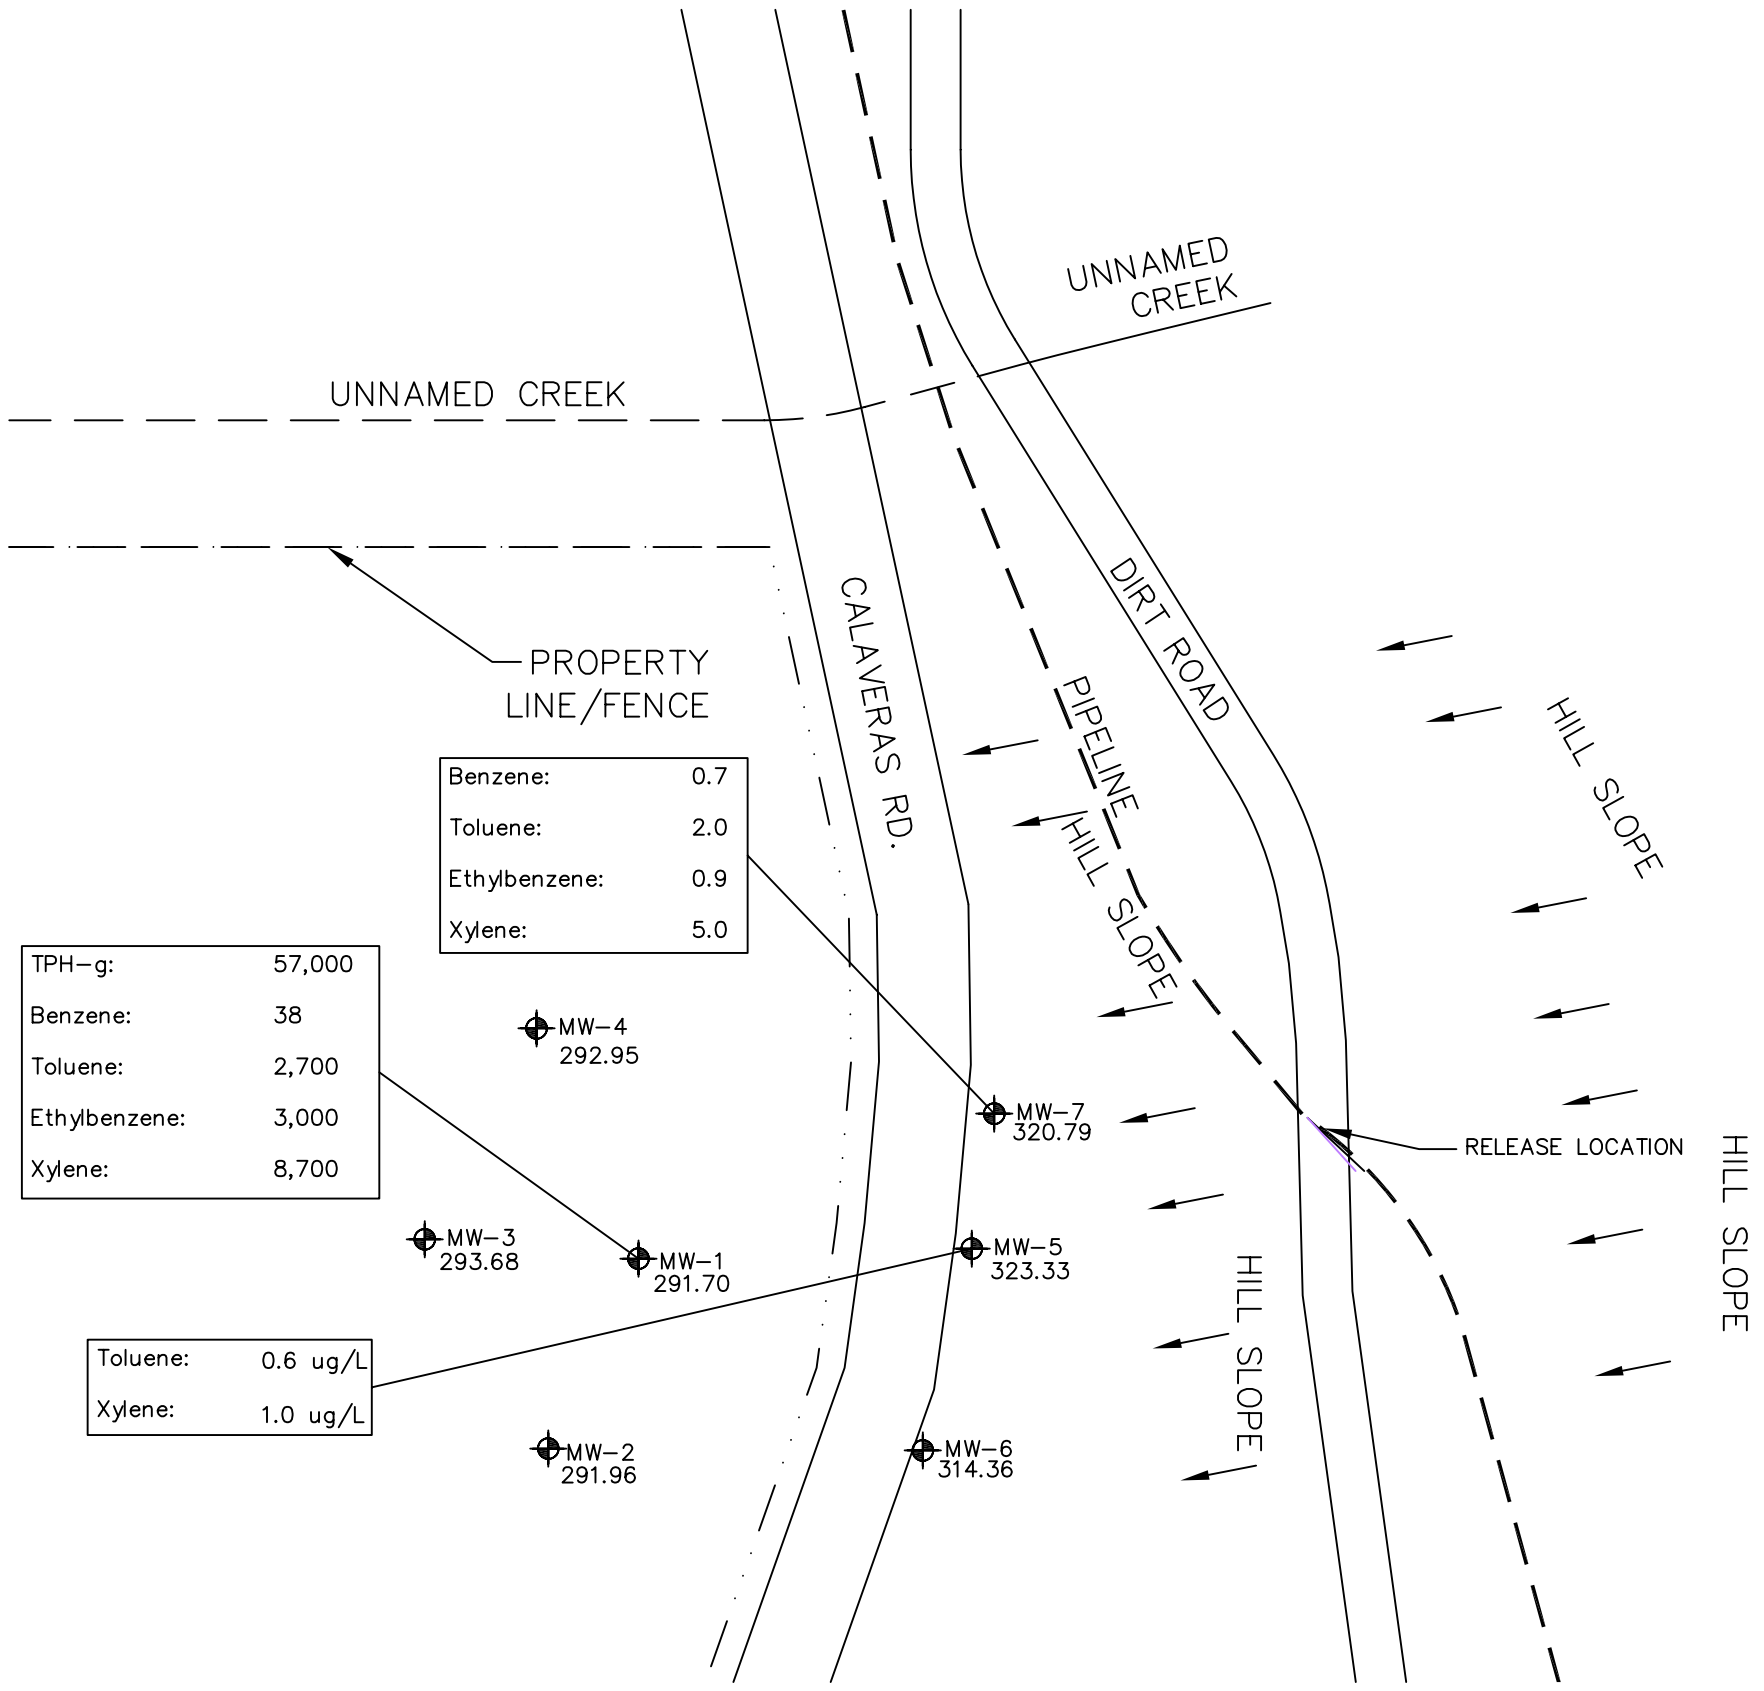 UNNAMED
CREEK
UNNAMED CREEK
PROPERTY
LINE/FENCE
CALAVERAS RD.
DIRT ROAD
PIPELINE
HILL SLOPE
HILL SLOPE
Benzene: 0.7
Toluene: 2.0
Ethylbenzene: 0.9
Xylene: 5.0
TPH-g: 57,000
Benzene: 38
Toluene: 2,700
Ethylbenzene: 3,000
Xylene: 8,700
MW-4
292.95
MW-7
320.79
RELEASE LOCATION
HILL SLOPE
MW-3
293.68
MW-1
291.70
MW-5
323.33
HILL SLOPE
Toluene: 0.6 ug/L
Xylene: 1.0 ug/L
MW-2
291.96
MW-6
314.36